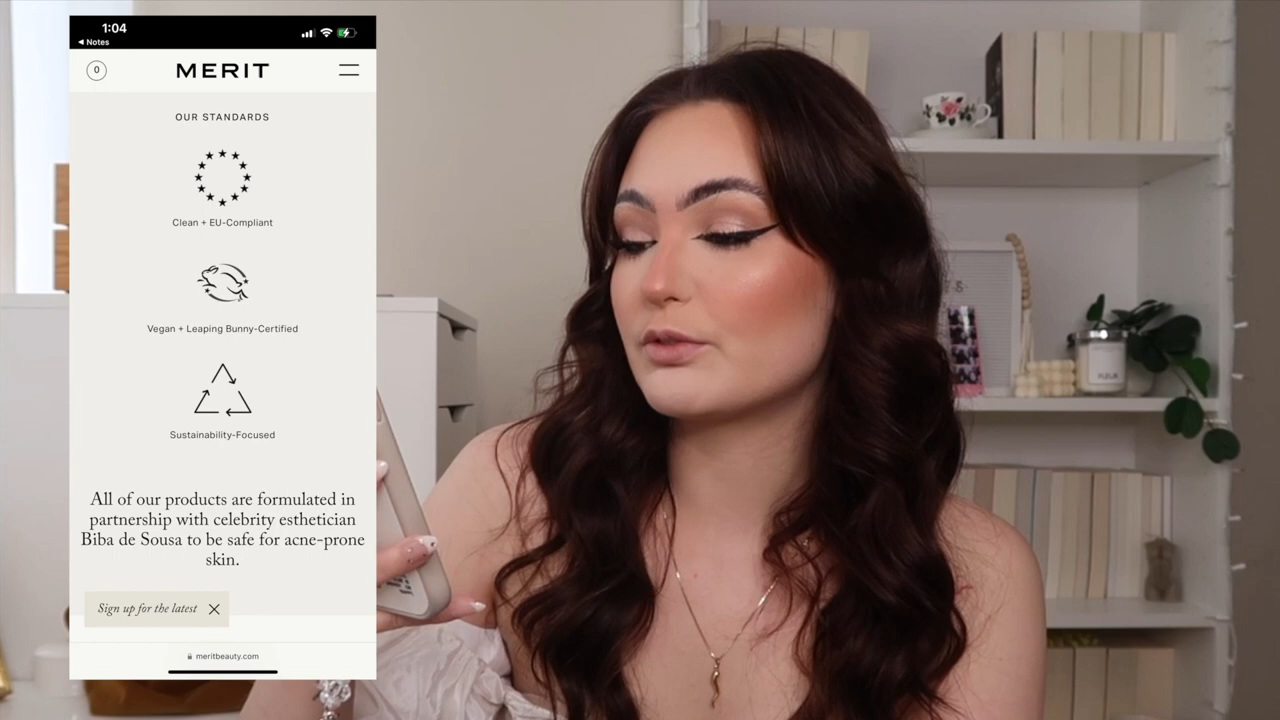 1:04
◀ Notes
0
MERIT
OUR STANDARDS
Clean + EU-Compliant
Vegan + Leaping Bunny-Certified
Sustainability-Focused
All of our products are formulated in
partnership with celebrity esthetician
Biba de Sousa to be safe for acne-prone
skin.
Sign up for the latest
meritbeauty.com
FLEUR